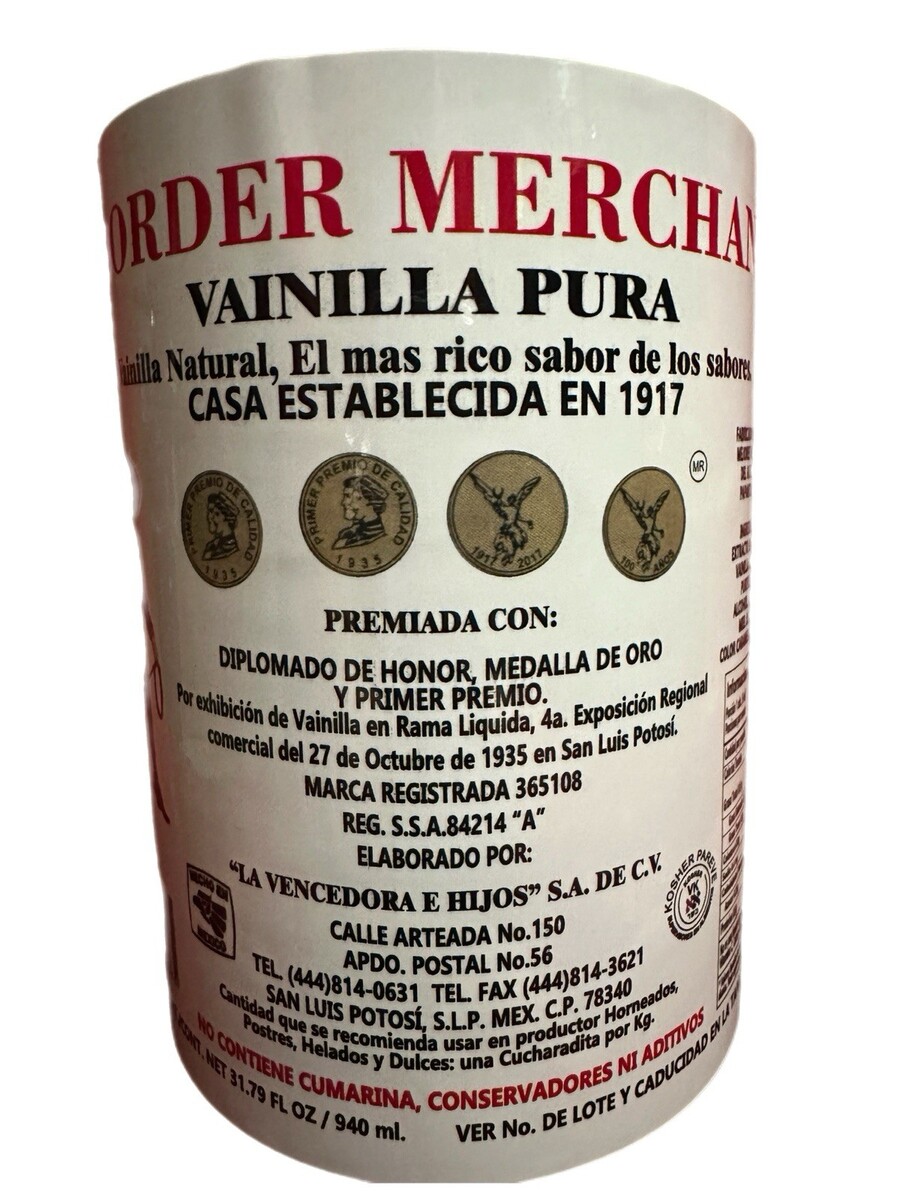 ORDER MERCHAN
VAINILLA PURA
Vainilla Natural, El mas rico sabor de los sabores.
CASA ESTABLECIDA EN 1917
PRIMER PREMIO DE CALIDAD
1935
PRIMER PREMIO DE CALIDAD
1935
1917 2017
100 AÑOS
MR
PREMIADA CON:
DIPLOMADO DE HONOR, MEDALLA DE ORO
Y PRIMER PREMIO.
Por exhibición de Vainilla en Rama Liquida, 4a. Exposición Regional
comercial del 27 de Octubre de 1935 en San Luis Potosí.
MARCA REGISTRADA 365108
REG. S.S.A.84214 “A”
ELABORADO POR:
“LA VENCEDORA E HIJOS” S.A. DE C.V.
CALLE ARTEADA No.150
APDO. POSTAL No.56
TEL. (444)814-0631 TEL. FAX (444)814-3621
SAN LUIS POTOSÍ, S.L.P. MEX. C.P. 78340
Cantidad que se recomienda usar en productor Horneados,
Postres, Helados y Dulces: una Cucharadita por Kg.
NO CONTIENE CUMARINA, CONSERVADORES NI ADITIVOS
CONT. NET 31.79 FL OZ / 940 ml.
VER No. DE LOTE Y CADUCIDAD EN LA
HECHO EN
MEXICO
KOSHER PAREVE
VK